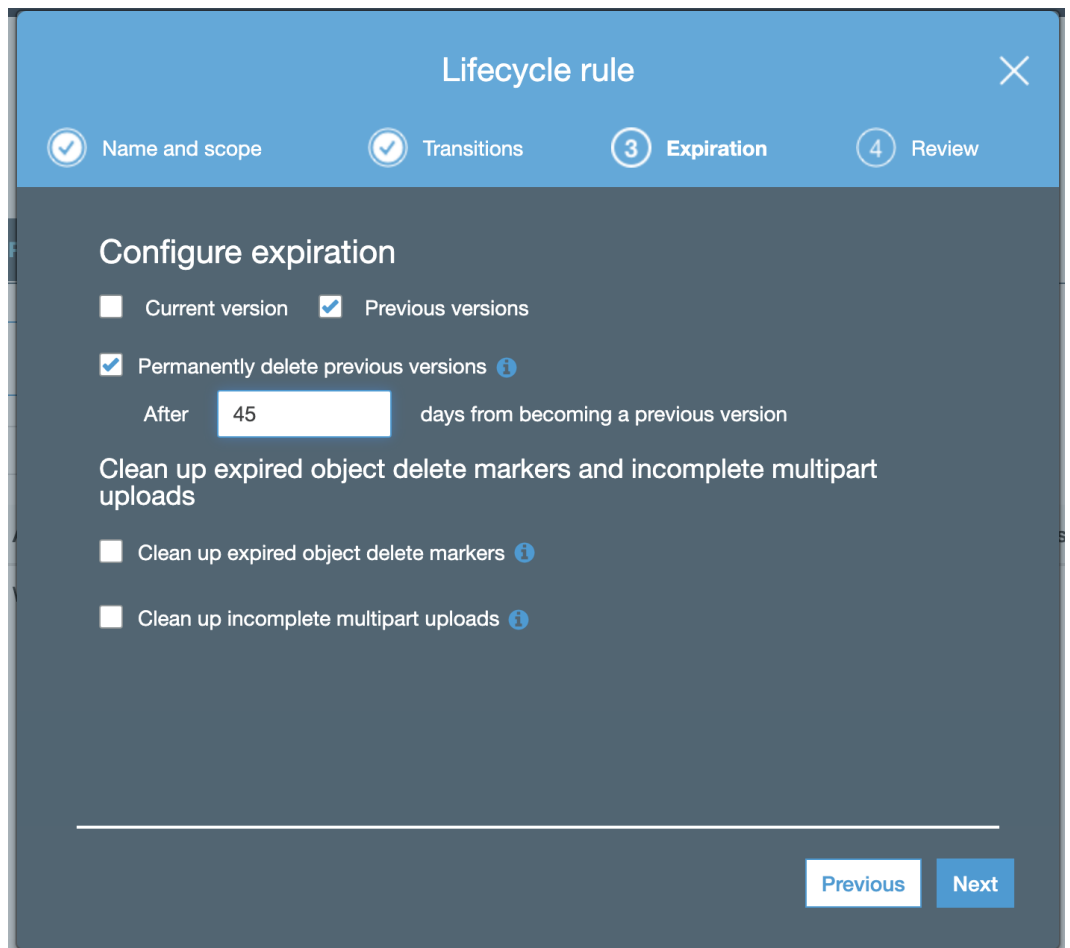 Lifecycle rule
Name and scope
Transitions
3 Expiration
4 Review
Configure expiration
Current version
Previous versions
Permanently delete previous versions
After 45 days from becoming a previous version
Clean up expired object delete markers and incomplete multipart
uploads
Clean up expired object delete markers
Clean up incomplete multipart uploads
Previous
Next